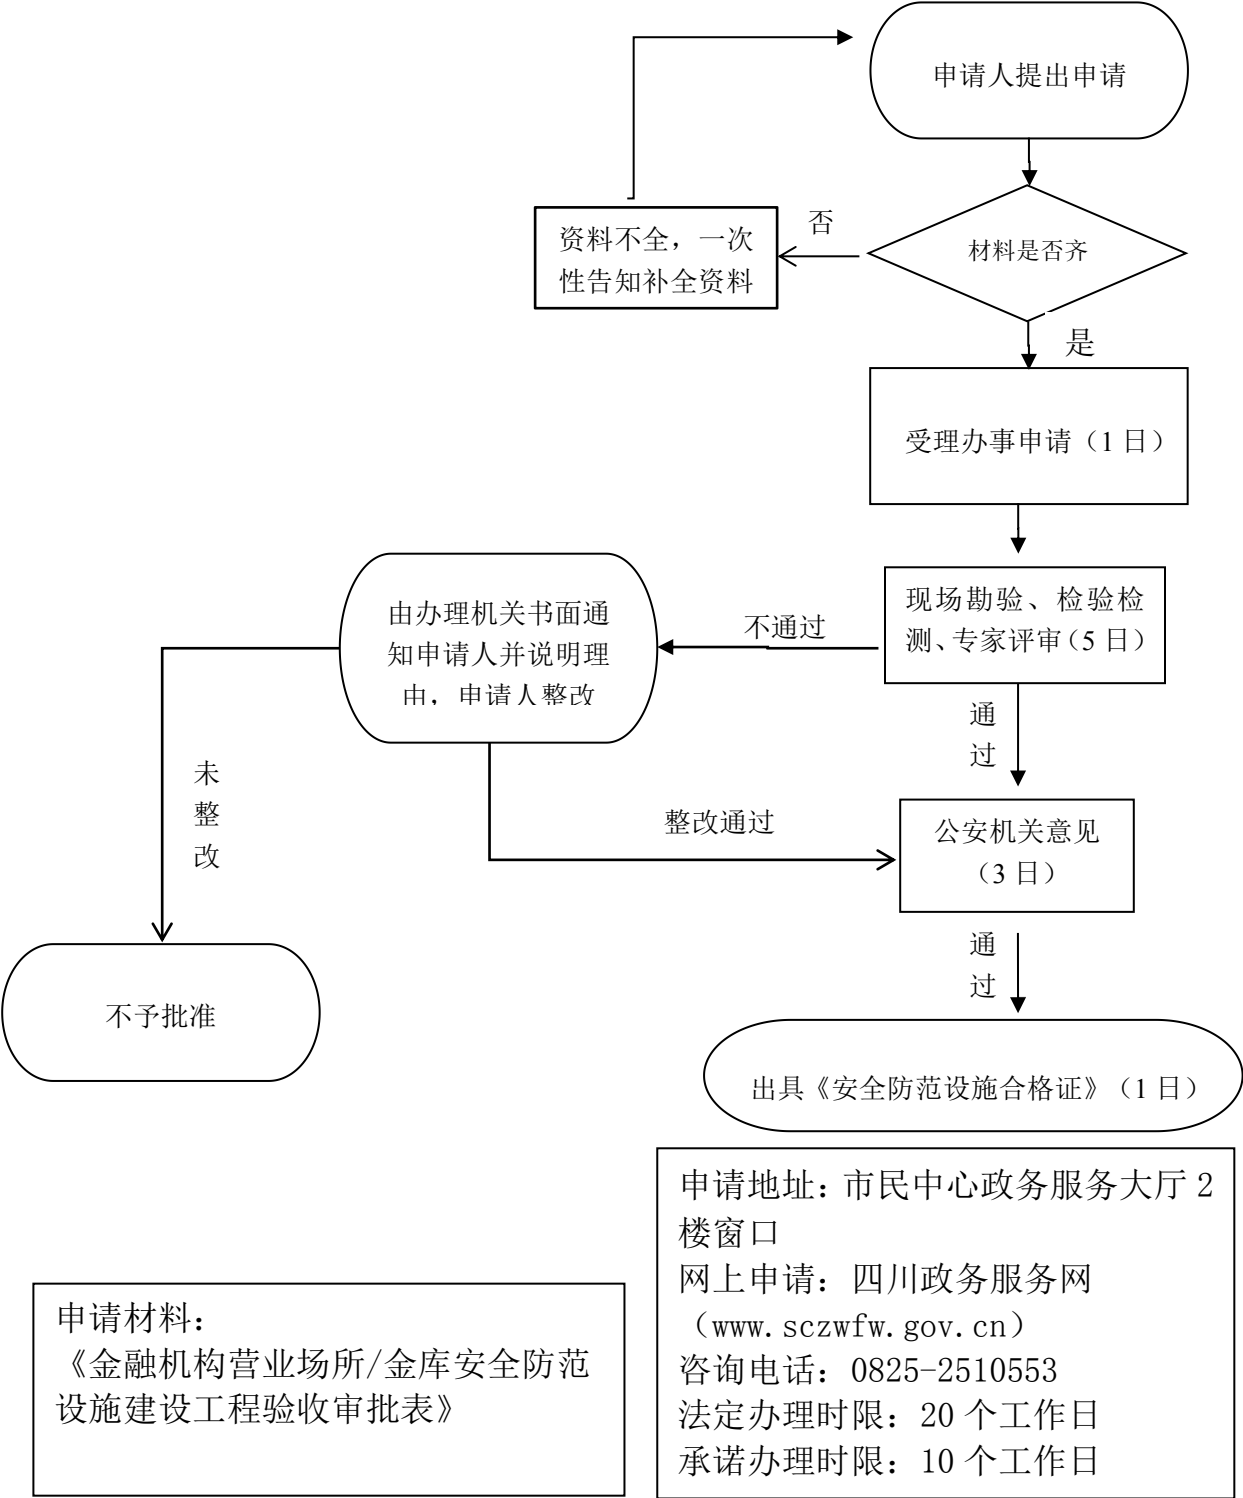 申请人提出申请
否
资料不全，一次
性告知补全资料
材料是否齐
是
受理办事申请（1 日）
现场勘验、检验检
测、专家评审（5 日）
不通过
由办理机关书面通
知申请人并说明理
由，申请人整改
通
过
未
整
改
整改通过
公安机关意见
（3 日）
通
过
不予批准
出具《安全防范设施合格证》（1 日）
申请地址：市民中心政务服务大厅 2
楼窗口
网上申请：四川政务服务网
（www.sczwfw.gov.cn）
咨询电话：0825-2510553
法定办理时限：20 个工作日
承诺办理时限：10 个工作日
申请材料：
《金融机构营业场所/金库安全防范
设施建设工程验收审批表》